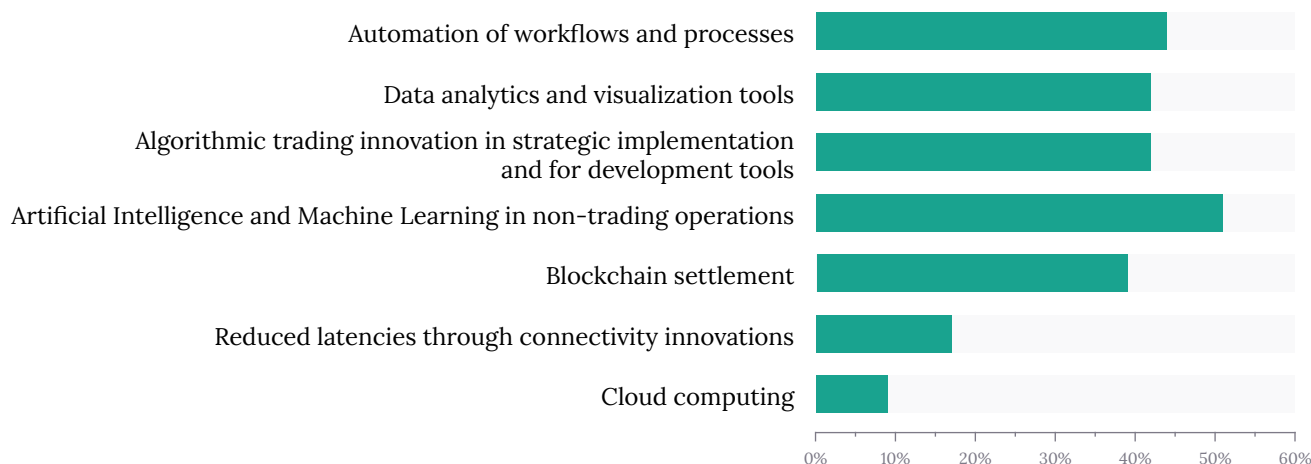 Automation of workflows and processes
Data analytics and visualization tools
Algorithmic trading innovation in strategic implementation
and for development tools
Artificial Intelligence and Machine Learning in non-trading operations
Blockchain settlement
Reduced latencies through connectivity innovations
Cloud computing
0% 10% 20% 30% 40% 50% 60%